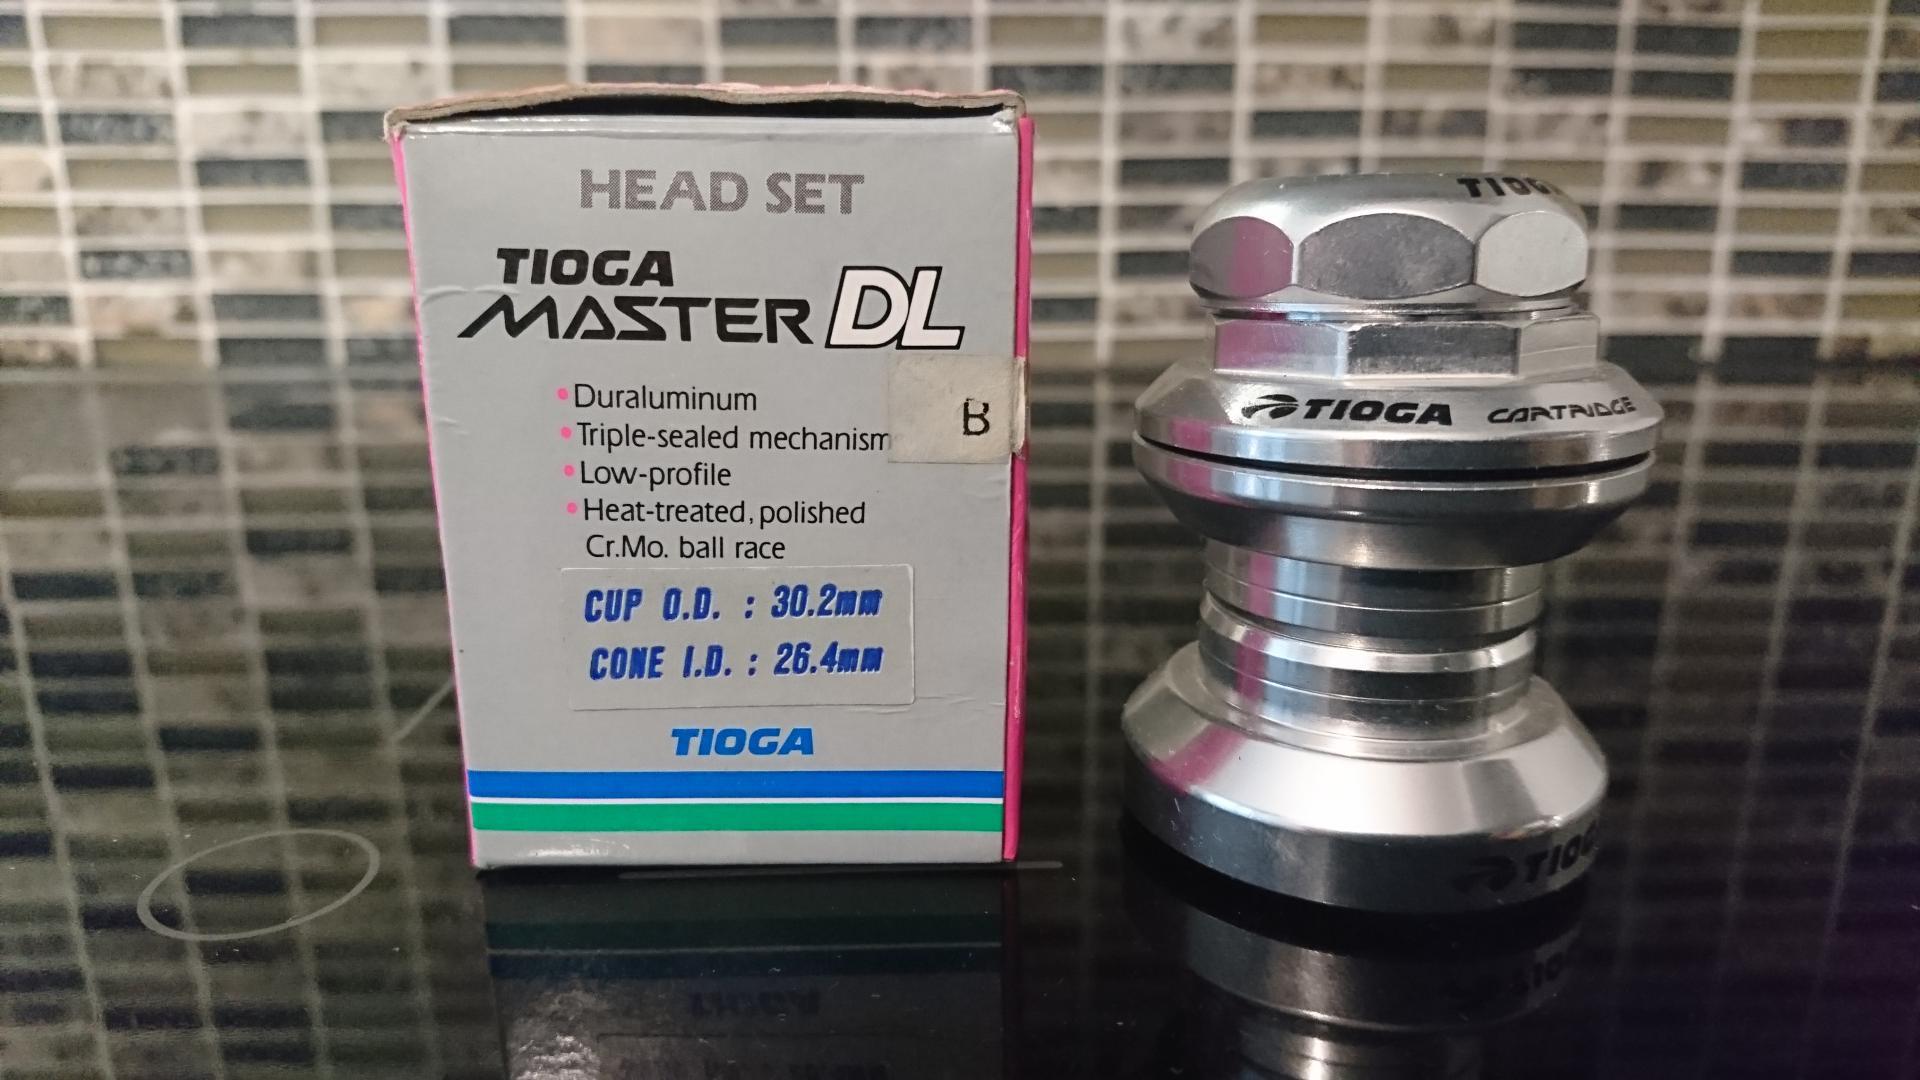 HEAD SET
TIOGA
MASTER DL
• Duraluminum
• Triple-sealed mechanism
B
• Low-profile
• Heat-treated, polished
Cr.Mo. ball race
CUP O.D. : 30.2mm
CONE I.D. : 26.4mm
TIOGA
TIOGA
TIOGA CARTRIDGE
TIOGA